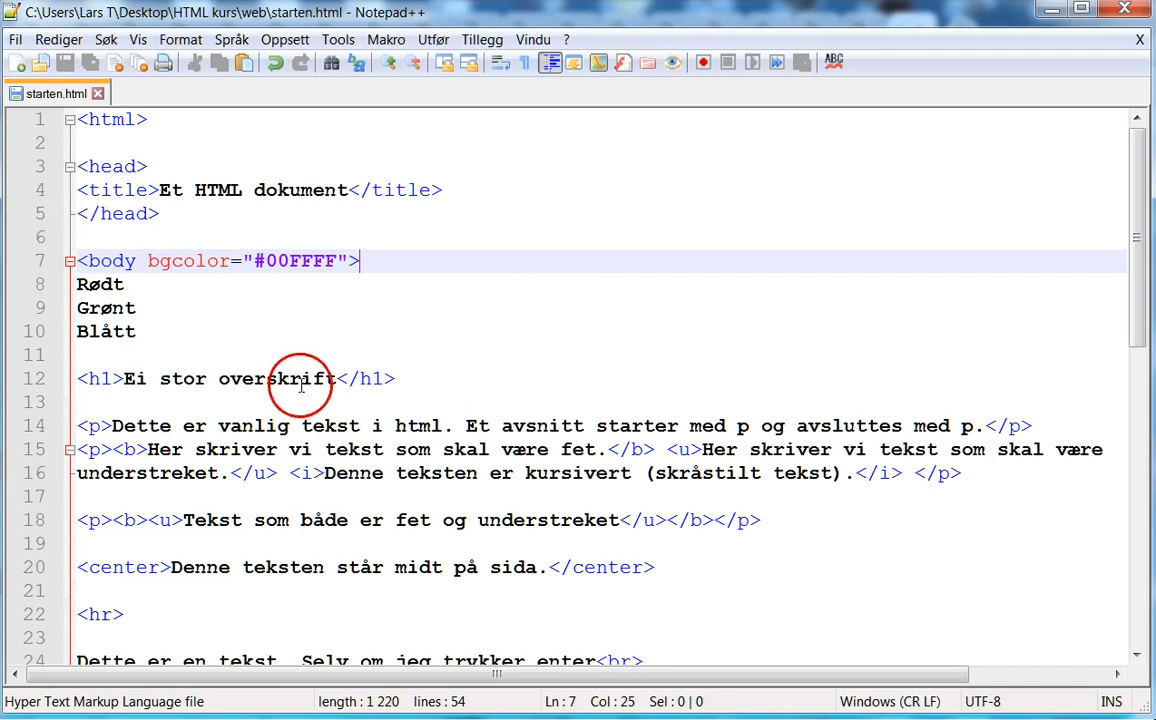 C:\Users\Lars T\Desktop\HTML kurs\web\starten.html - Notepad++
Fil Rediger Søk Vis Format Språk Oppsett Tools Makro Utfør Tillegg Vindu ? X
ABC
starten.html
1 <html>
2
3 <head>
4 <title>Et HTML dokument</title>
5 </head>
6
7 <body bgcolor="#00FFFF">
8 Rødt
9 Grønt
10 Blått
11
12 <h1>Ei stor overskrift</h1>
13
14 <p>Dette er vanlig tekst i html. Et avsnitt starter med p og avsluttes med p.</p>
15 <p><b>Her skriver vi tekst som skal være fet.</b> <u>Her skriver vi tekst som skal være
16 understreket.</u> <i>Denne teksten er kursivert (skråstilt tekst).</i> </p>
17
18 <p><b><u>Tekst som både er fet og understreket</u></b></p>
19
20 <center>Denne teksten står midt på sida.</center>
21
22 <hr>
23
24 Dette er en tekst. Selv om jeg trykker enter<br>
Hyper Text Markup Language file length : 1 220 lines : 54 Ln : 7 Col : 25 Sel : 0 | 0 Windows (CR LF) UTF-8 INS